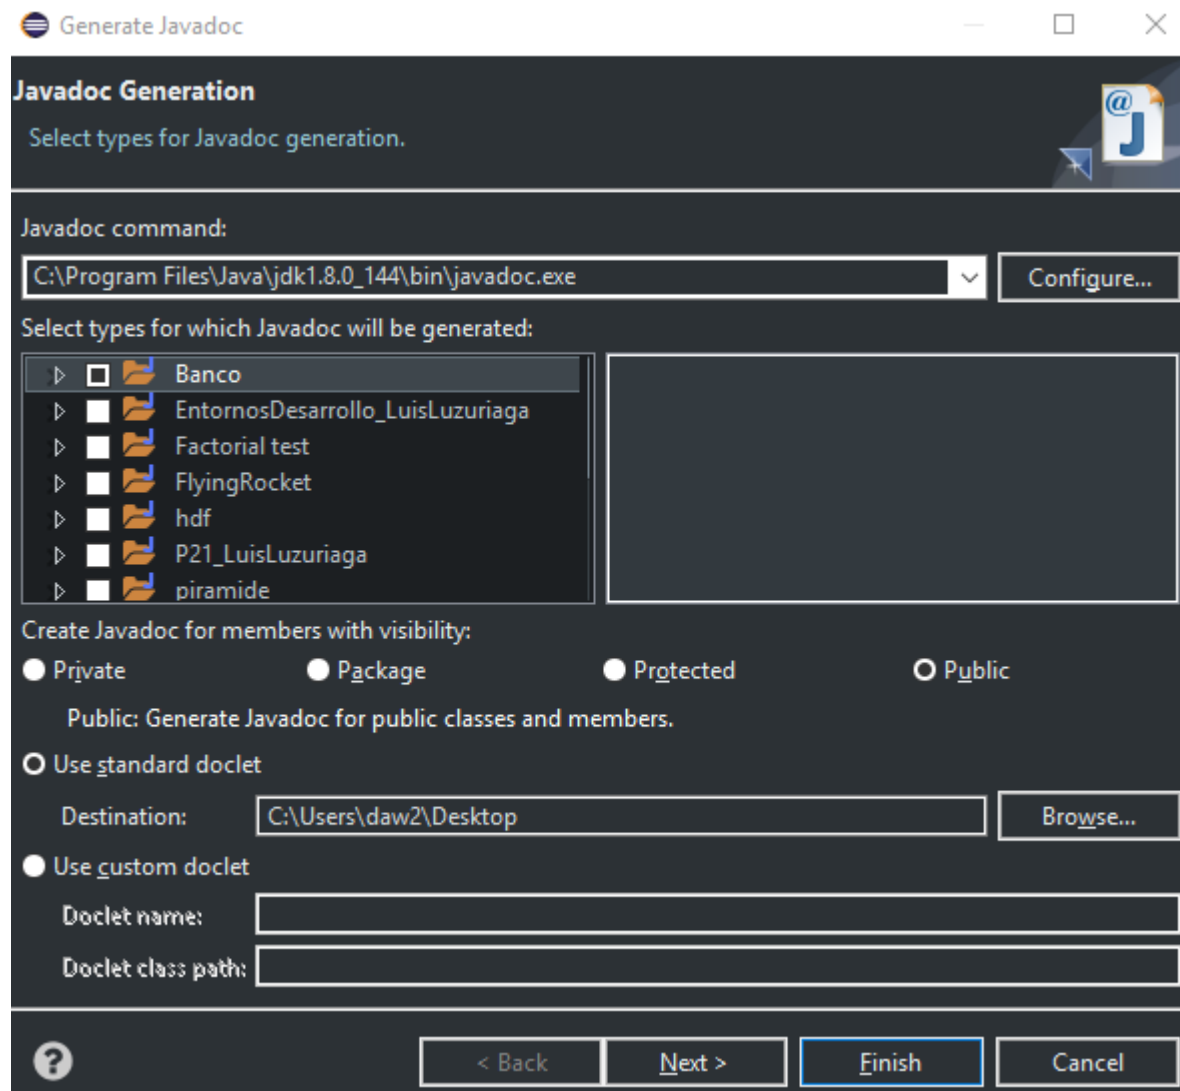 Generate Javadoc
Javadoc Generation
Select types for Javadoc generation.
@
J
Javadoc command:
C:\Program Files\Java\jdk1.8.0_144\bin\javadoc.exe
Configure...
Select types for which Javadoc will be generated:
Banco
EntornosDesarrollo_LuisLuzuriaga
Factorial test
FlyingRocket
hdf
P21_LuisLuzuriaga
piramide
Create Javadoc for members with visibility:
Private Package Protected Public
Public: Generate Javadoc for public classes and members.
Use standard doclet
Destination: C:\Users\daw2\Desktop Browse...
Use custom doclet
Doclet name:
Doclet class path:
? < Back Next > Finish Cancel